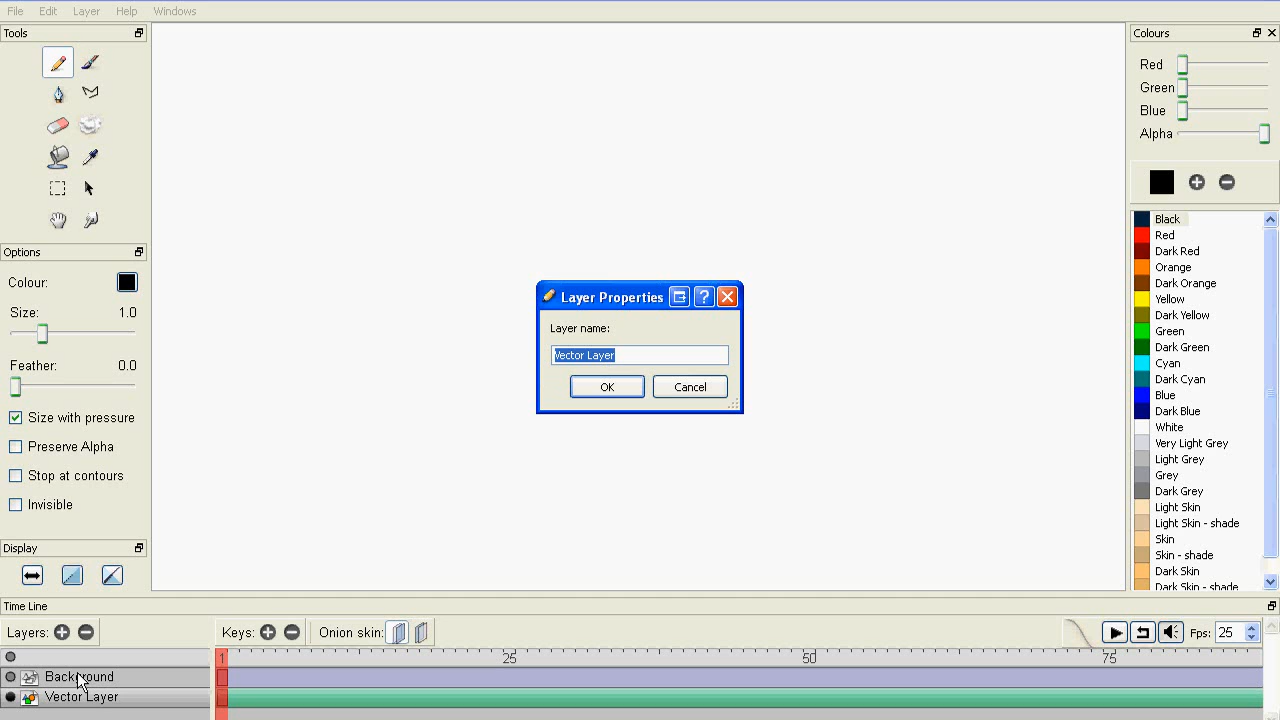 File Edit Layer Help Windows
Tools
Colours
Red
Green
Blue
Alpha
Options
Colour:
Size: 1.0
Feather: 0.0
Size with pressure
Preserve Alpha
Stop at contours
Invisible
Display
Layer Properties
Layer name:
Vector Layer
OK Cancel
Black
Red
Dark Red
Orange
Dark Orange
Yellow
Dark Yellow
Green
Dark Green
Cyan
Dark Cyan
Blue
Dark Blue
White
Very Light Grey
Light Grey
Grey
Dark Grey
Light Skin
Light Skin - shade
Skin
Skin - shade
Dark Skin
Dark Skin - shade
Time Line
Layers: Keys: Onion skin: Fps: 25
1 25 50 75
Background
Vector Layer